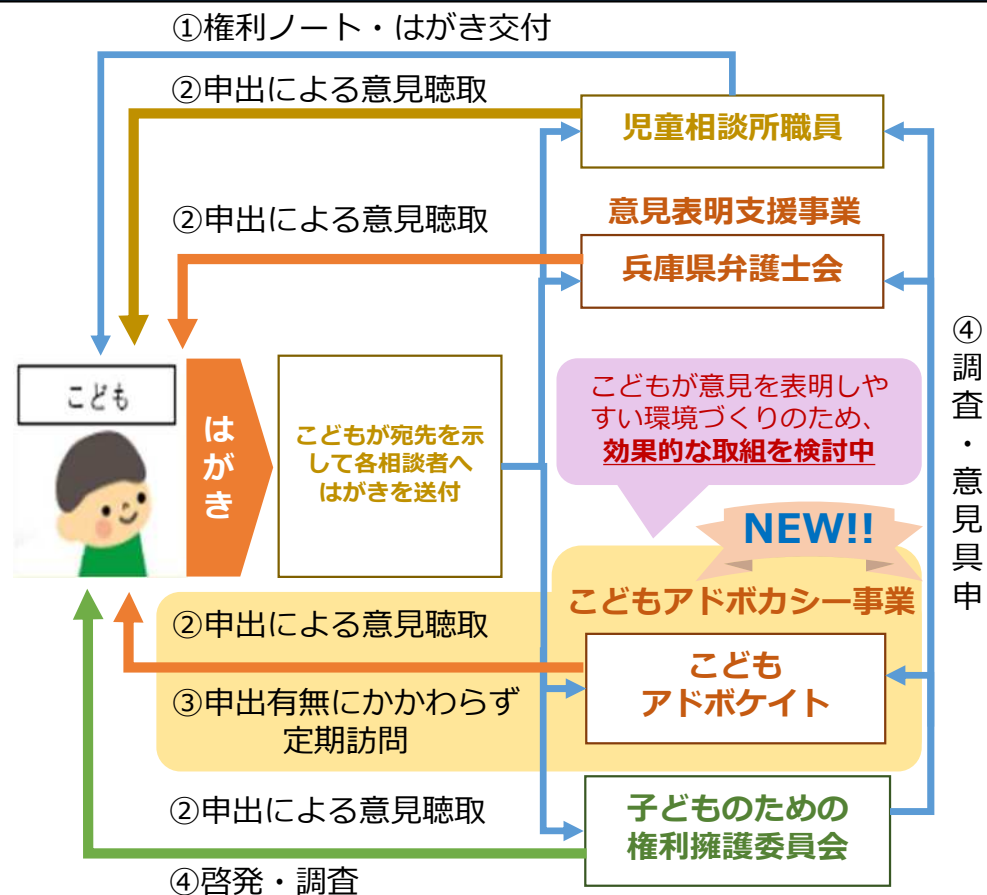 ①権利ノート・はがき交付
②申出による意見聴取
児童相談所職員
意見表明支援事業
②申出による意見聴取
兵庫県弁護士会
④調査・意見具申
こども
はがき
こどもが宛先を示
して各相談者へ
はがきを送付
こどもが意見を表明しや
すい環境づくりのため、
効果的な取組を検討中
NEW!!
こどもアドボカシー事業
②申出による意見聴取
こども
アドボケイト
③申出有無にかかわらず
定期訪問
②申出による意見聴取
子どものための
権利擁護委員会
④啓発・調査